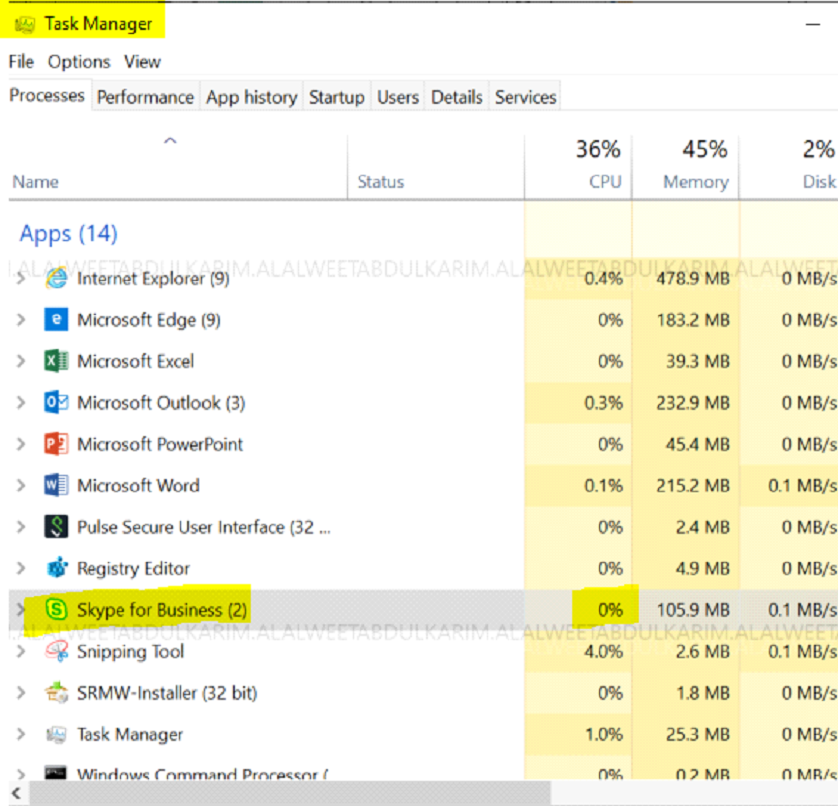 Task Manager
File Options View
Processes Performance App history Startup Users Details Services
36% 45% 2%
Name Status CPU Memory Disk
Apps (14)
.ALALWEETABDULKARIM.ALALWEETABDULKARIM.ALALWEETABDULKARIM.ALALWEETA
Internet Explorer (9) 0.4% 478.9 MB 0 MB/s
Microsoft Edge (9) 0% 183.2 MB 0 MB/s
Microsoft Excel 0% 39.3 MB 0 MB/s
Microsoft Outlook (3) 0.3% 232.9 MB 0 MB/s
Microsoft PowerPoint 0% 45.4 MB 0 MB/s
Microsoft Word 0.1% 215.2 MB 0.1 MB/s
Pulse Secure User Interface (32 ... 0% 2.4 MB 0 MB/s
Registry Editor 0% 4.9 MB 0 MB/s
Skype for Business (2) 0% 105.9 MB 0.1 MB/s
.ALALWEETABDULKARIM.ALALWEETABDULKARIM.ALALWEETABDULKARIM.ALALWEETA
Snipping Tool 4.0% 2.6 MB 0.1 MB/s
SRMW-Installer (32 bit) 0% 1.8 MB 0 MB/s
Task Manager 1.0% 25.3 MB 0 MB/s
Windows Command Processor ( 0% 0.2 MB 0 MB/s